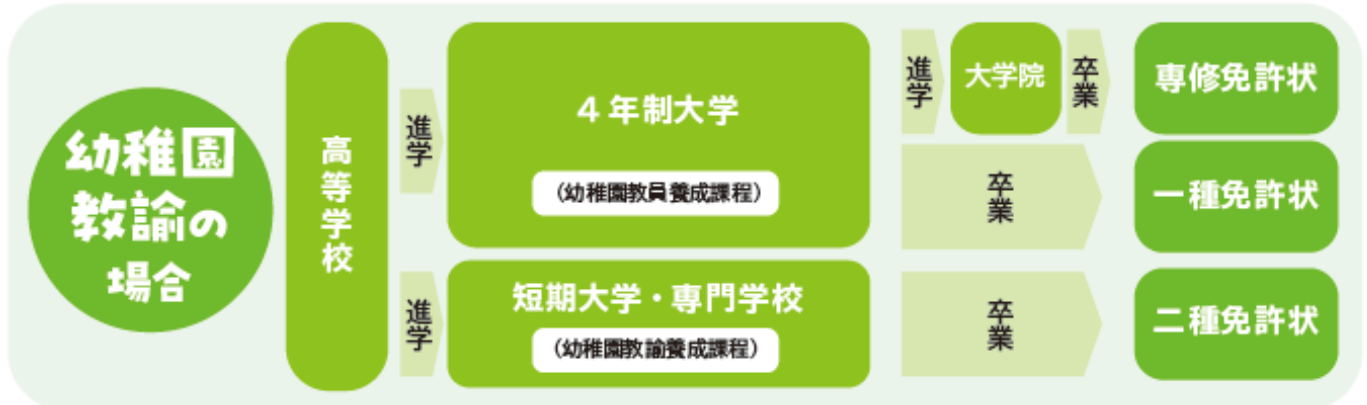 幼稚園
教諭の
場合
高等学校
進学
4年制大学
（幼稚園教員養成課程）
進学
大学院
卒業
専修免許状
卒業
一種免許状
進学
短期大学・専門学校
（幼稚園教諭養成課程）
卒業
二種免許状